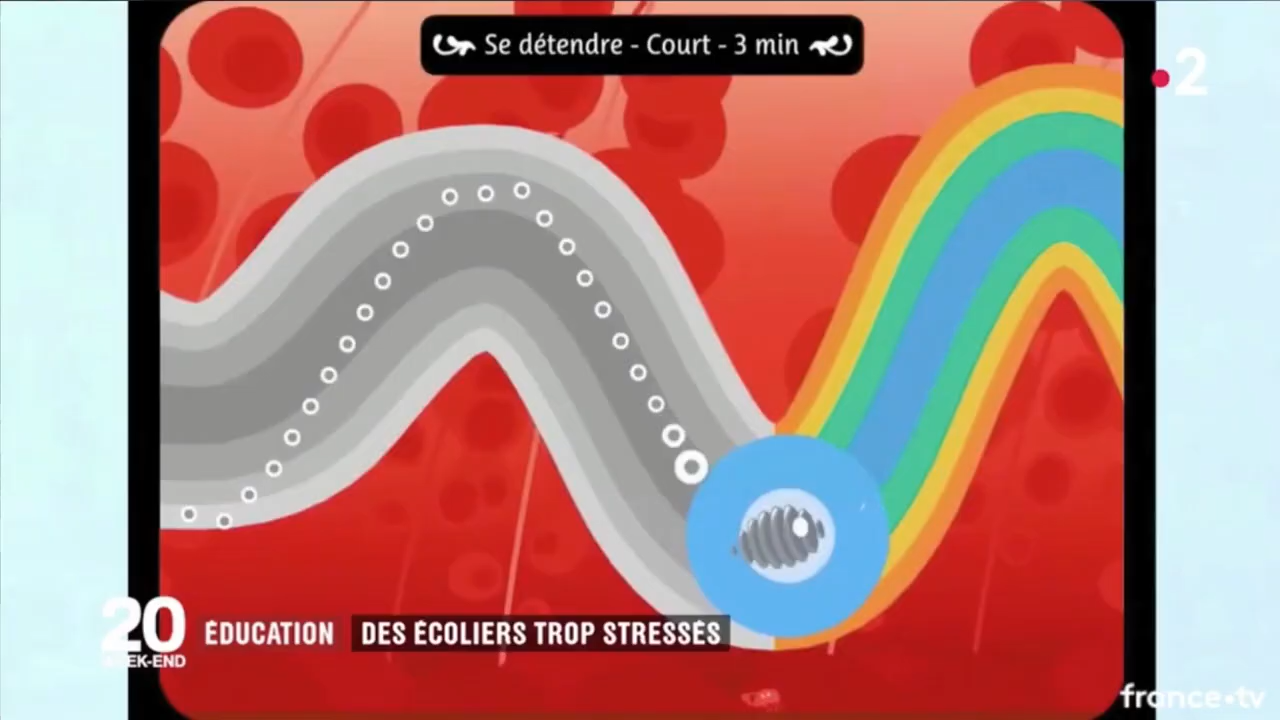 Se détendre - Court - 3 min
2
20
WEEK-END
ÉDUCATION
DES ÉCOLIERS TROP STRESSÉS
france•tv